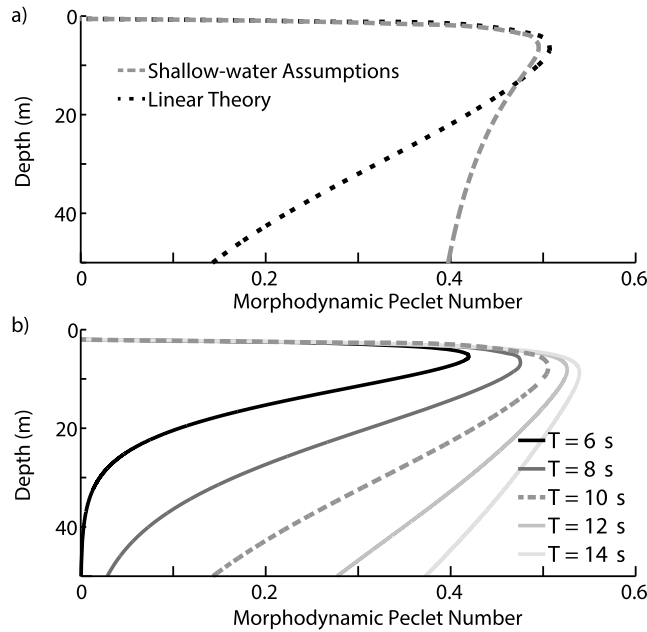 a)
0
20
40
Depth (m)
Shallow-water Assumptions
Linear Theory
0
0.2
0.4
0.6
Morphodynamic Peclet Number
b)
0
20
40
Depth (m)
T = 6 s
T = 8 s
T = 10 s
T = 12 s
T = 14 s
0
0.2
0.4
0.6
Morphodynamic Peclet Number